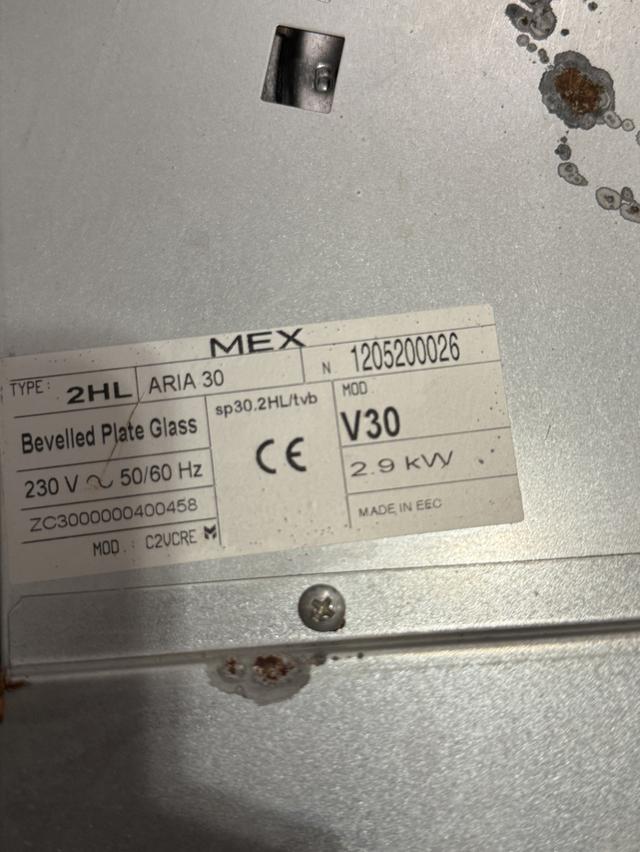 MEX
TYPE: 2HL ARIA 30 N 1205200026
Bevelled Plate Glass sp30.2HL/tvb MOD V30
230 V ~ 50/60 Hz CE 2.9 kW
ZC3000000400458 MADE IN EEC
MOD.: C2VCRE M